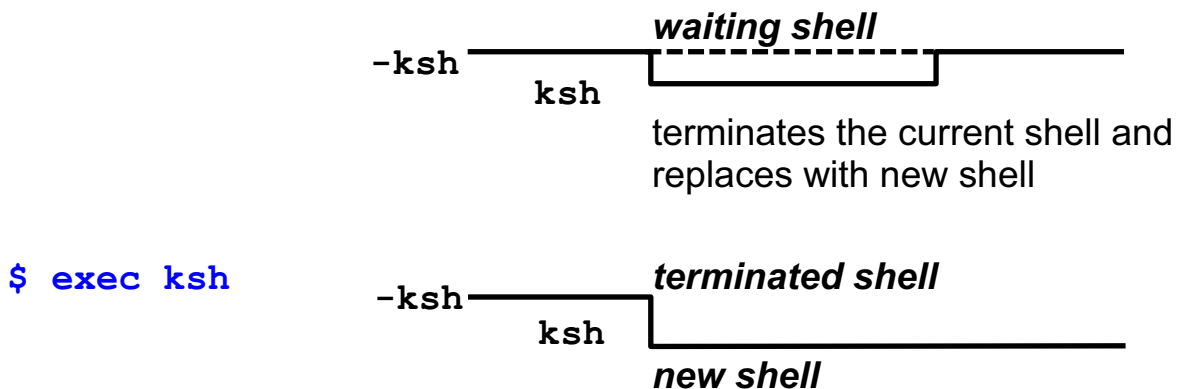 waiting shell
-ksh
ksh
terminates the current shell and
replaces with new shell
$ exec ksh
terminated shell
-ksh
ksh
new shell